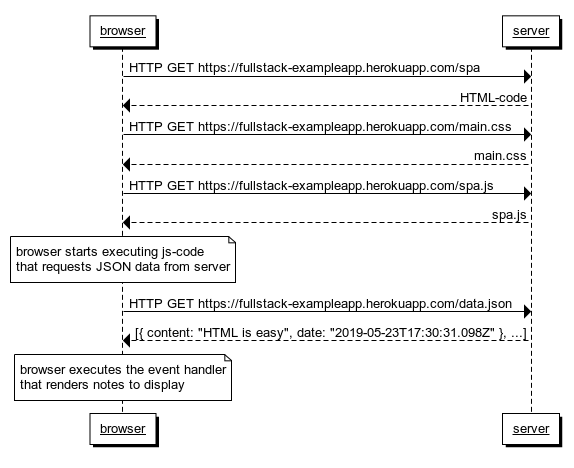 browser
server
HTTP GET https://fullstack-exampleapp.herokuapp.com/spa
HTML-code
HTTP GET https://fullstack-exampleapp.herokuapp.com/main.css
main.css
HTTP GET https://fullstack-exampleapp.herokuapp.com/spa.js
spa.js
browser starts executing js-code
that requests JSON data from server
HTTP GET https://fullstack-exampleapp.herokuapp.com/data.json
[{ content: "HTML is easy", date: "2019-05-23T17:30:31.098Z" }, ...]
browser executes the event handler
that renders notes to display
browser
server